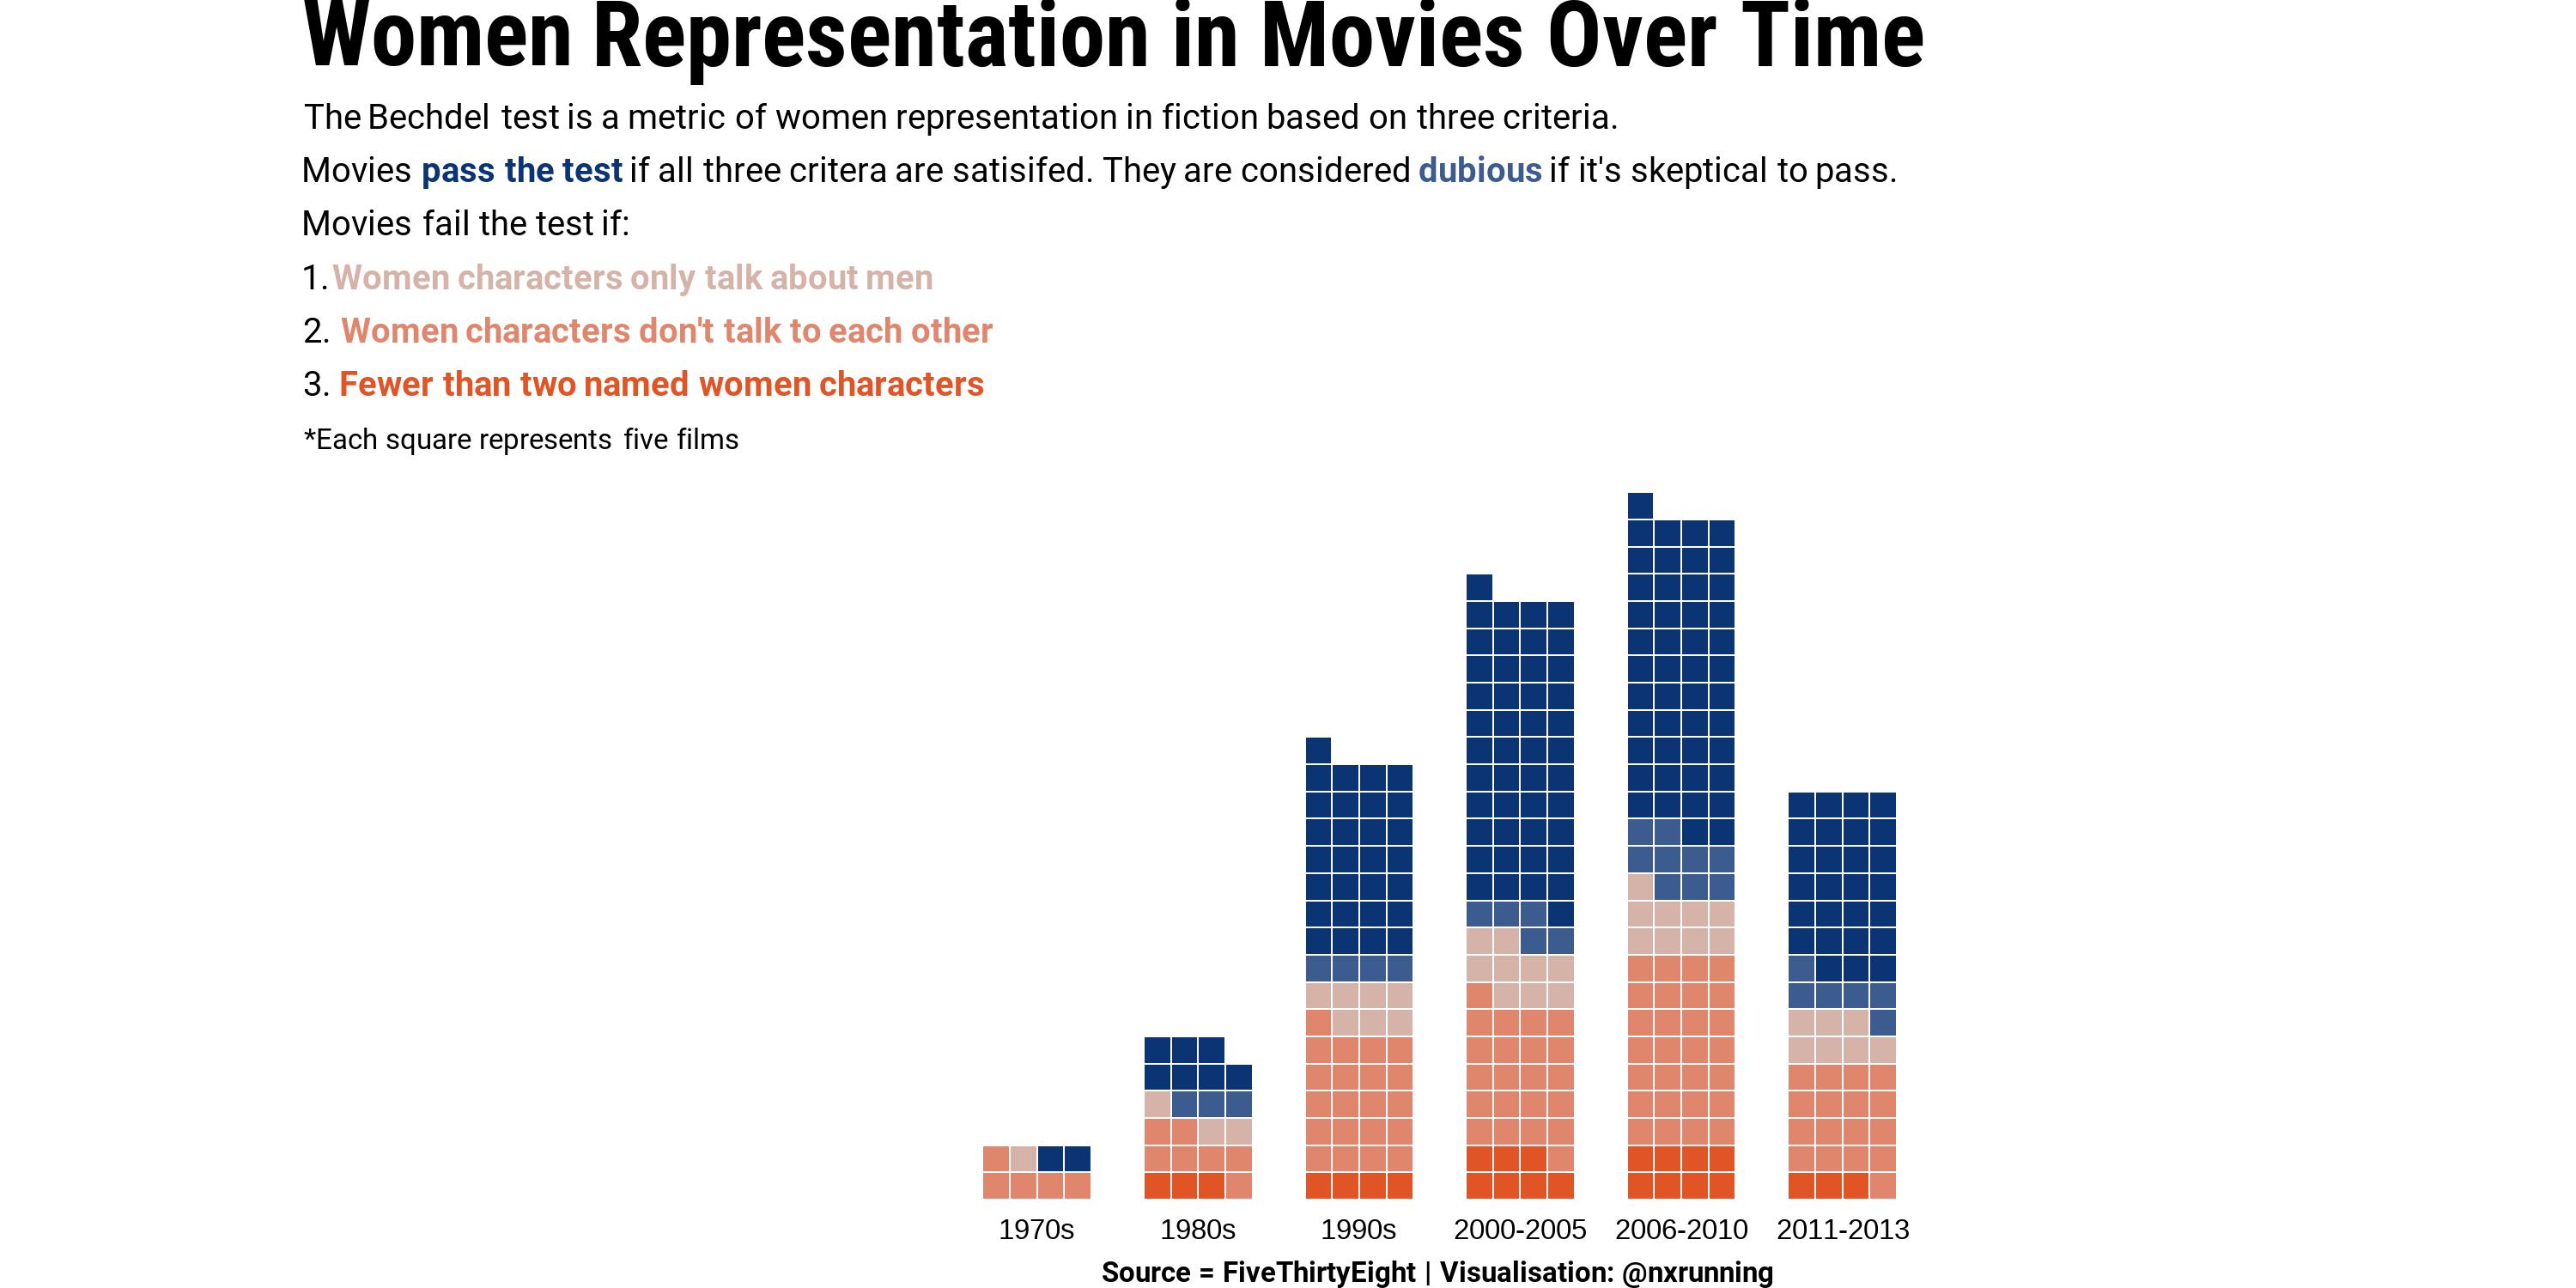 Women Representation in Movies Over Time
The Bechdel test is a metric of women representation in fiction based on three criteria.
Movies pass the test if all three critera are satisifed. They are considered dubious if it's skeptical to pass.
Movies fail the test if:
1. Women characters only talk about men
2. Women characters don't talk to each other
3. Fewer than two named women characters
*Each square represents five films
1970s 1980s 1990s 2000-2005 2006-2010 2011-2013
Source = FiveThirtyEight | Visualisation: @nxrunning